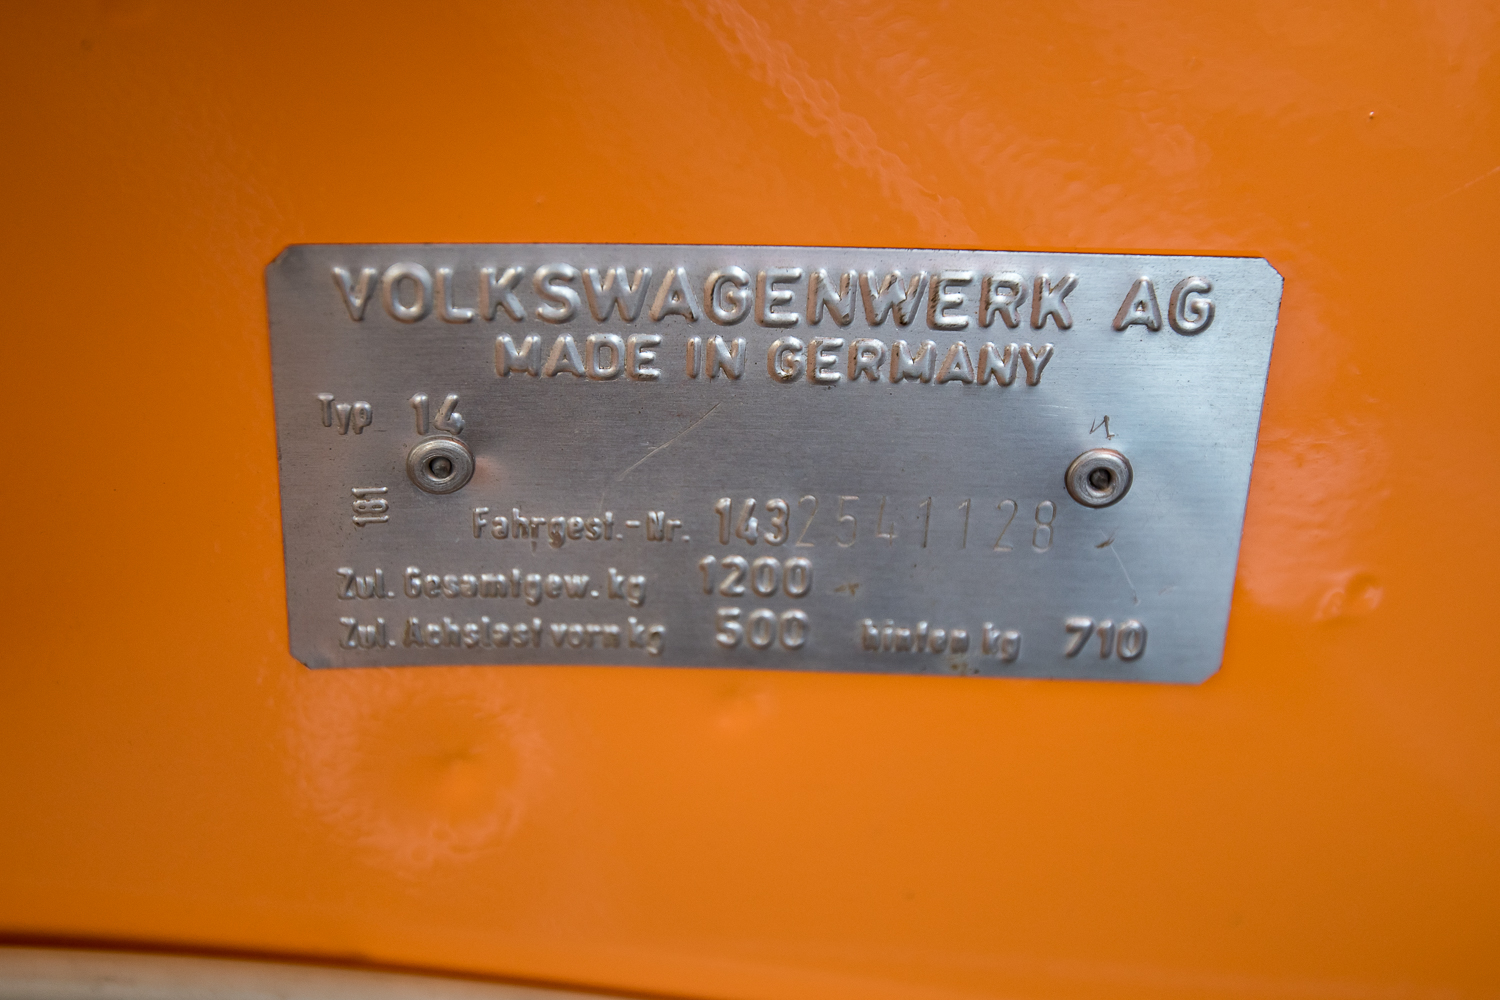 VOLKSWAGENWERK AG
MADE IN GERMANY
Typ 14
181
Fahrgest.-Nr. 1432541128
Zul. Gesamtgew. kg 1200
Zul. Achslast vorn kg 500 hinten kg 710